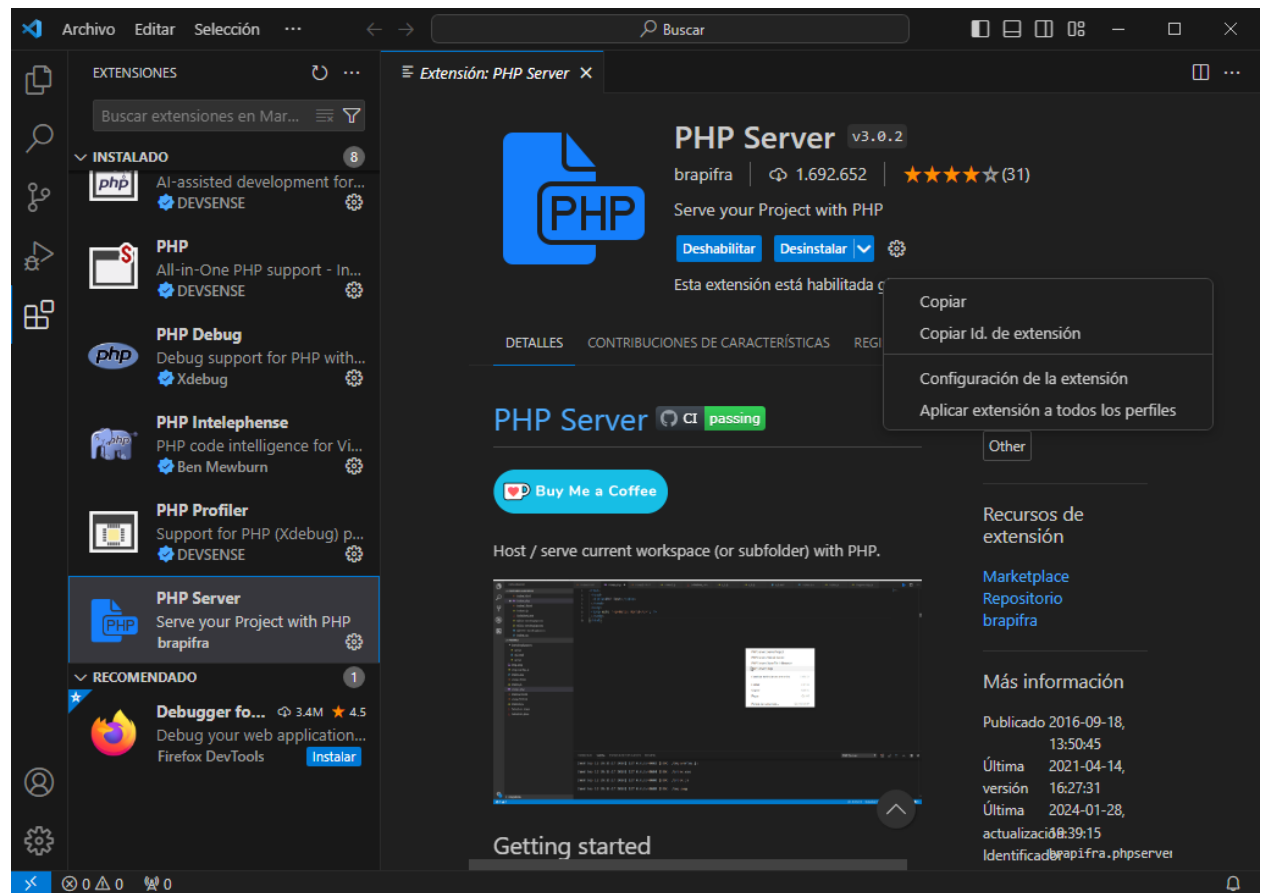 Archivo Editar Selección ···
Buscar
EXTENSIONES
Extensión: PHP Server
Buscar extensiones en Mar...
INSTALADO 8
php
AI-assisted development for...
DEVSENSE
PHP
All-in-One PHP support - In...
DEVSENSE
php
PHP Debug
Debug support for PHP with...
Xdebug
php
PHP Intelephense
PHP code intelligence for Vi...
Ben Mewburn
PHP Profiler
Support for PHP (Xdebug) p...
DEVSENSE
PHP
PHP Server
Serve your Project with PHP
brapifra
RECOMENDADO 1
Debugger fo... 3.4M 4.5
Debug your web application...
Firefox DevTools Instalar
PHP
PHP Server v3.0.2
brapifra 1.692.652 (31)
Serve your Project with PHP
Deshabilitar Desinstalar
Esta extensión está habilitada g
Copiar
Copiar Id. de extensión
Configuración de la extensión
Aplicar extensión a todos los perfiles
DETALLES CONTRIBUCIONES DE CARACTERÍSTICAS REGI
PHP Server CI passing
Buy Me a Coffee
Host / serve current workspace (or subfolder) with PHP.
Getting started
Other
Recursos de
extensión
Marketplace
Repositorio
brapifra
Más información
Publicado 2016-09-18,
13:50:45
Última 2021-04-14,
versión 16:27:31
Última 2024-01-28,
:39:15
brapifra.phpserver
0 0 0